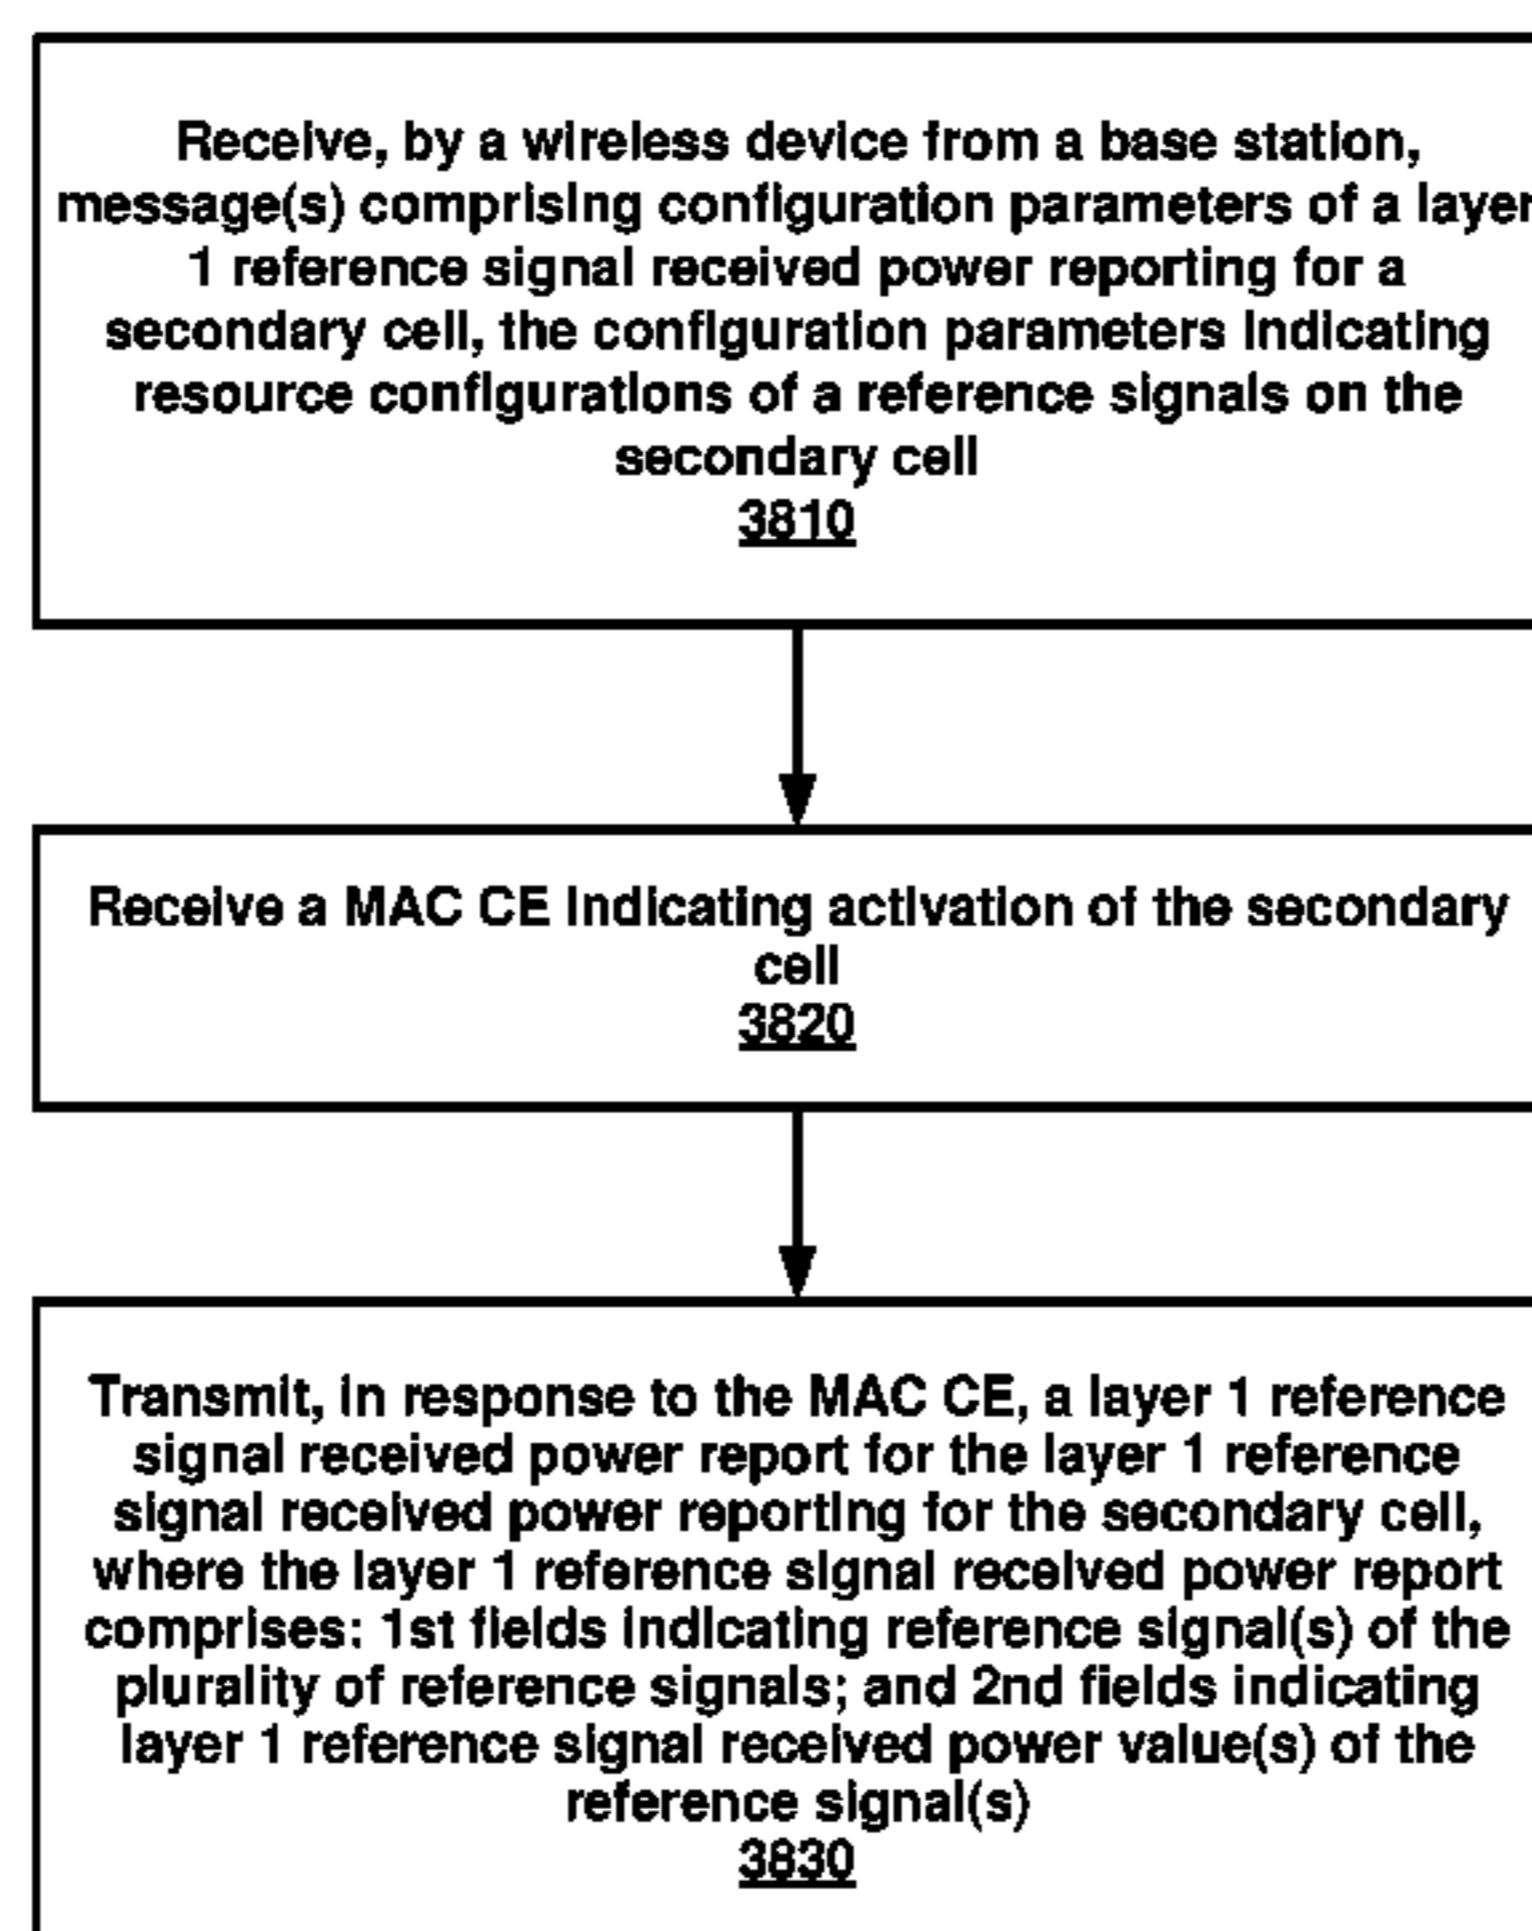 Receive, by a wireless device from a base station,
message(s) comprising configuration parameters of a layer
1 reference signal received power reporting for a
secondary cell, the configuration parameters indicating
resource configurations of a reference signals on the
secondary cell
3810
Receive a MAC CE indicating activation of the secondary
cell
3820
Transmit, in response to the MAC CE, a layer 1 reference
signal received power report for the layer 1 reference
signal received power reporting for the secondary cell,
where the layer 1 reference signal received power report
comprises: 1st fields indicating reference signal(s) of the
plurality of reference signals; and 2nd fields indicating
layer 1 reference signal received power value(s) of the
reference signal(s)
3830